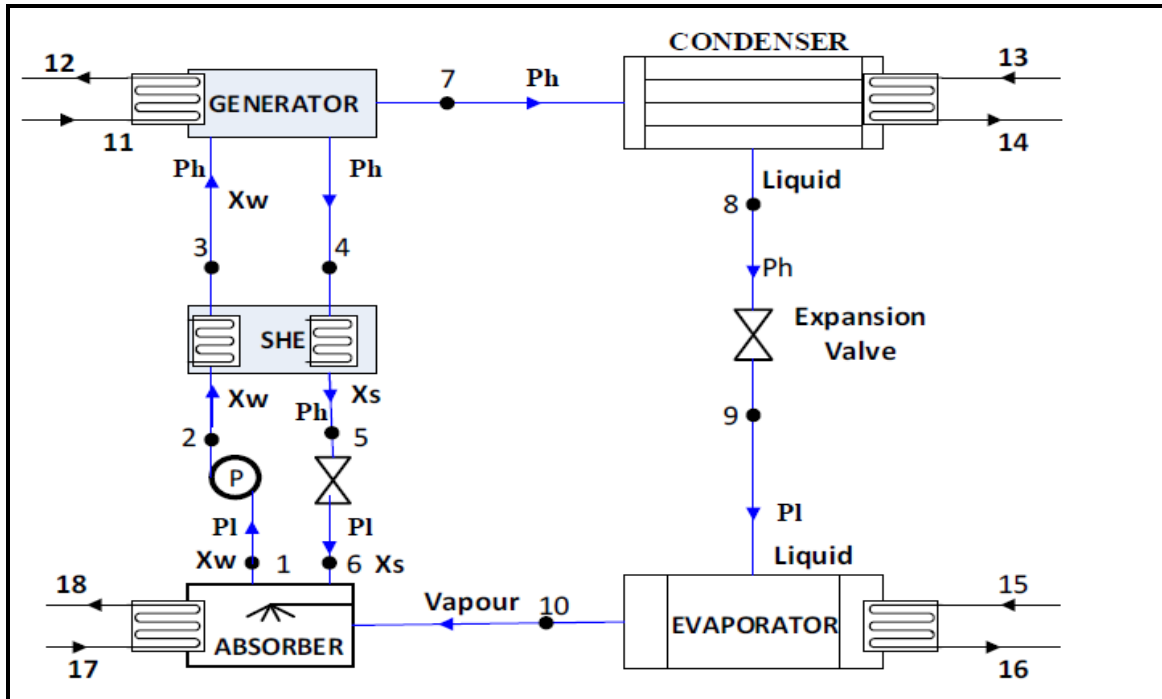 CONDENSER
12
13
7
Ph
GENERATOR
11
14
Ph
Ph
Liquid
Xw
8
3
4
Ph
Expansion
Valve
SHE
Xw
Xs
Ph
9
2
5
P
Pl
Pl
Pl
Xw
1
6
Xs
Liquid
18
Vapour
10
15
EVAPORATOR
ABSORBER
17
16